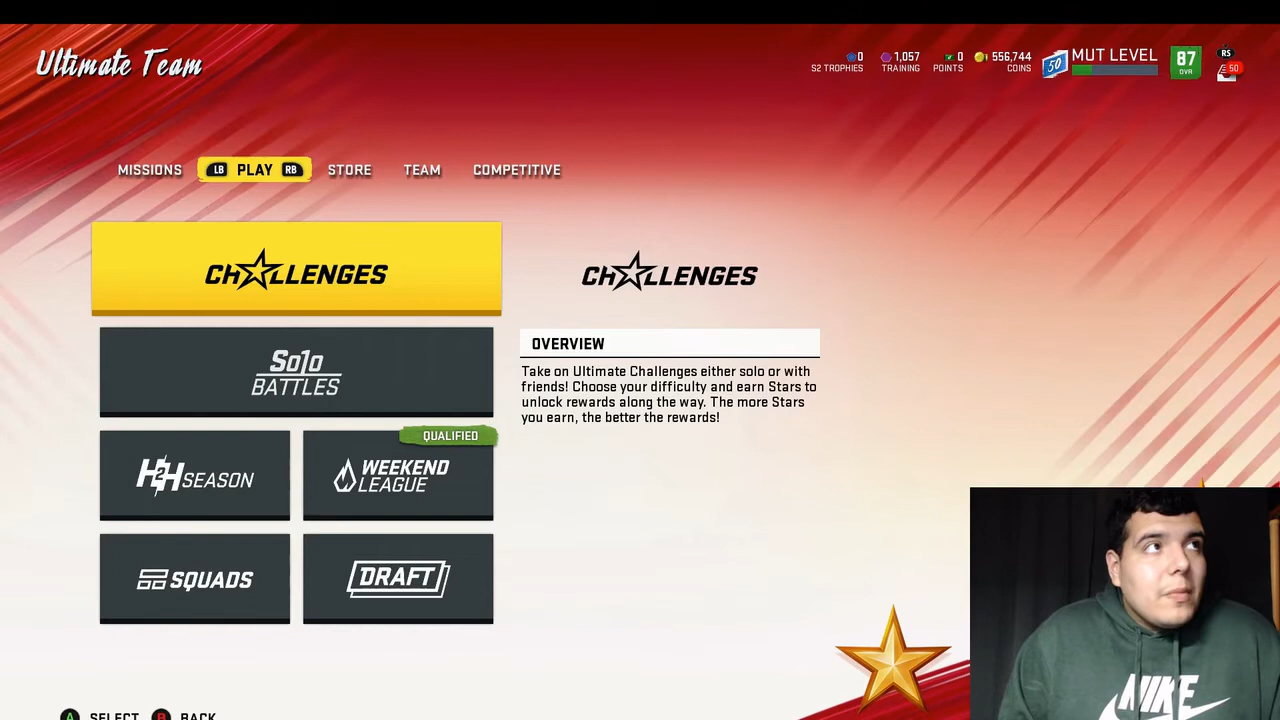 Ultimate Team
0 1,057 0 556,744 MUT LEVEL 87 RS
S2 TROPHIES TRAINING POINTS COINS 50 OVR 50
MISSIONS LB PLAY RB STORE TEAM COMPETITIVE
CHALLENGES CHALLENGES
OVERVIEW
Take on Ultimate Challenges either solo or with
friends! Choose your difficulty and earn Stars to
unlock rewards along the way. The more Stars
you earn, the better the rewards!
Solo
BATTLES
QUALIFIED
H2H SEASON
WEEKEND
LEAGUE
SQUADS DRAFT
NIKE
A SELECT B BACK